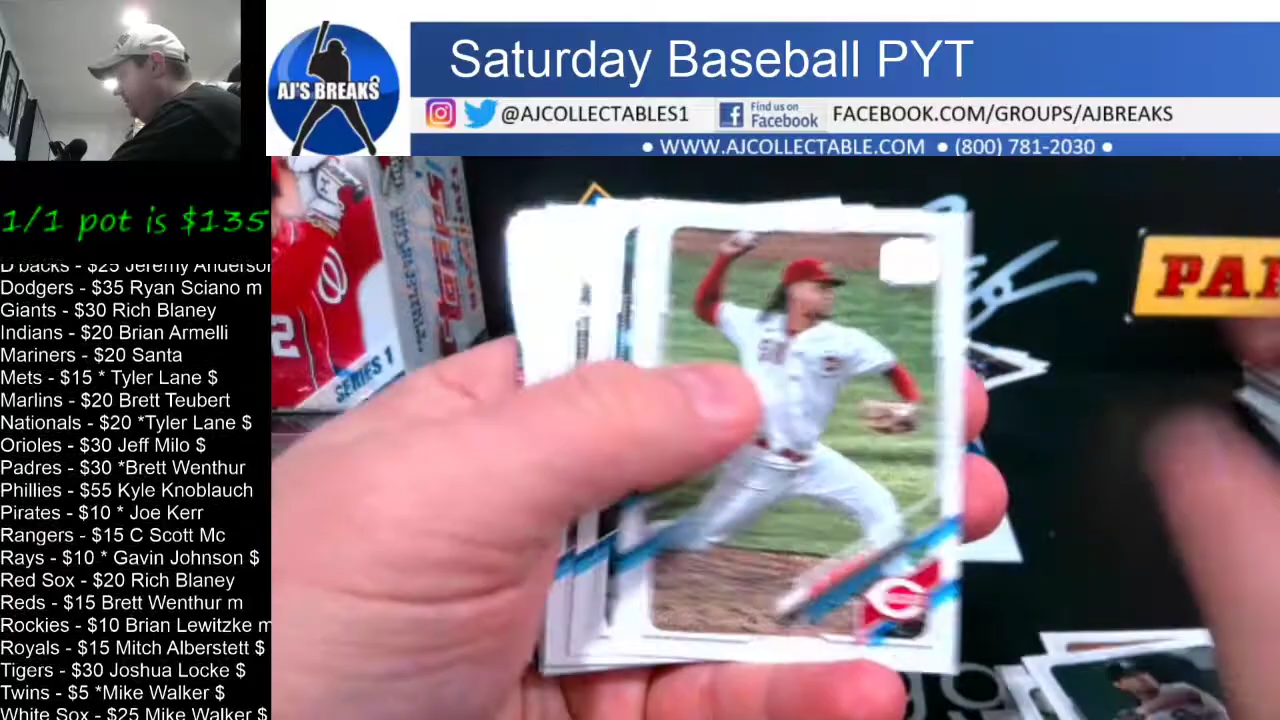 Saturday Baseball PYT
AJ'S BREAKS
@AJCOLLECTABLES1
Find us on
Facebook
FACEBOOK.COM/GROUPS/AJBREAKS
• WWW.AJCOLLECTABLE.COM • (800) 781-2030 •
1/1 pot is $135
D'backs - $25 Jeremy Anderson
Dodgers - $35 Ryan Sciano m
Giants - $30 Rich Blaney
Indians - $20 Brian Armelli
Mariners - $20 Santa
Mets - $15 * Tyler Lane $
Marlins - $20 Brett Teubert
Nationals - $20 *Tyler Lane $
Orioles - $30 Jeff Milo $
Padres - $30 *Brett Wenthur
Phillies - $55 Kyle Knoblauch
Pirates - $10 * Joe Kerr
Rangers - $15 C Scott Mc
Rays - $10 * Gavin Johnson $
Red Sox - $20 Rich Blaney
Reds - $15 Brett Wenthur m
Rockies - $10 Brian Lewitzke m
Royals - $15 Mitch Alberstett $
Tigers - $30 Joshua Locke $
Twins - $5 *Mike Walker $
White Sox - $25 Mike Walker $
TOPPS
SERIES 1
PAN